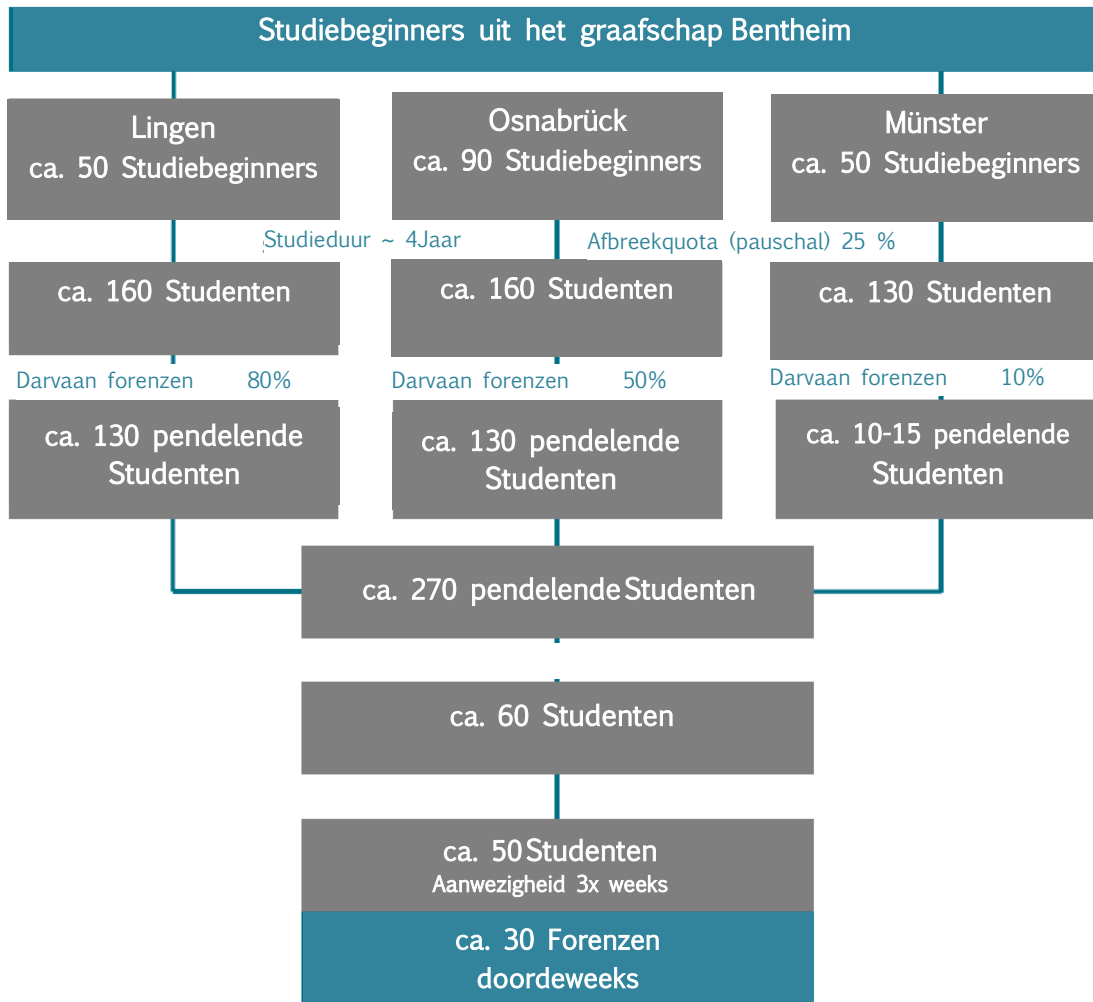 Studiebeginners uit het graafschap Bentheim
Lingen
ca. 50 Studiebeginners
Osnabrück
ca. 90 Studiebeginners
Münster
ca. 50 Studiebeginners
Studieduur ~ 4Jaar
Afbreekquota (pauschal) 25 %
ca. 160 Studenten
ca. 160 Studenten
ca. 130 Studenten
Darvaan forenzen 80%
Darvaan forenzen 50%
Darvaan forenzen 10%
ca. 130 pendelende
Studenten
ca. 130 pendelende
Studenten
ca. 10-15 pendelende
Studenten
ca. 270 pendelende Studenten
ca. 60 Studenten
ca. 50 Studenten
Aanwezigheid 3x weeks
ca. 30 Forenzen
doordeweeks